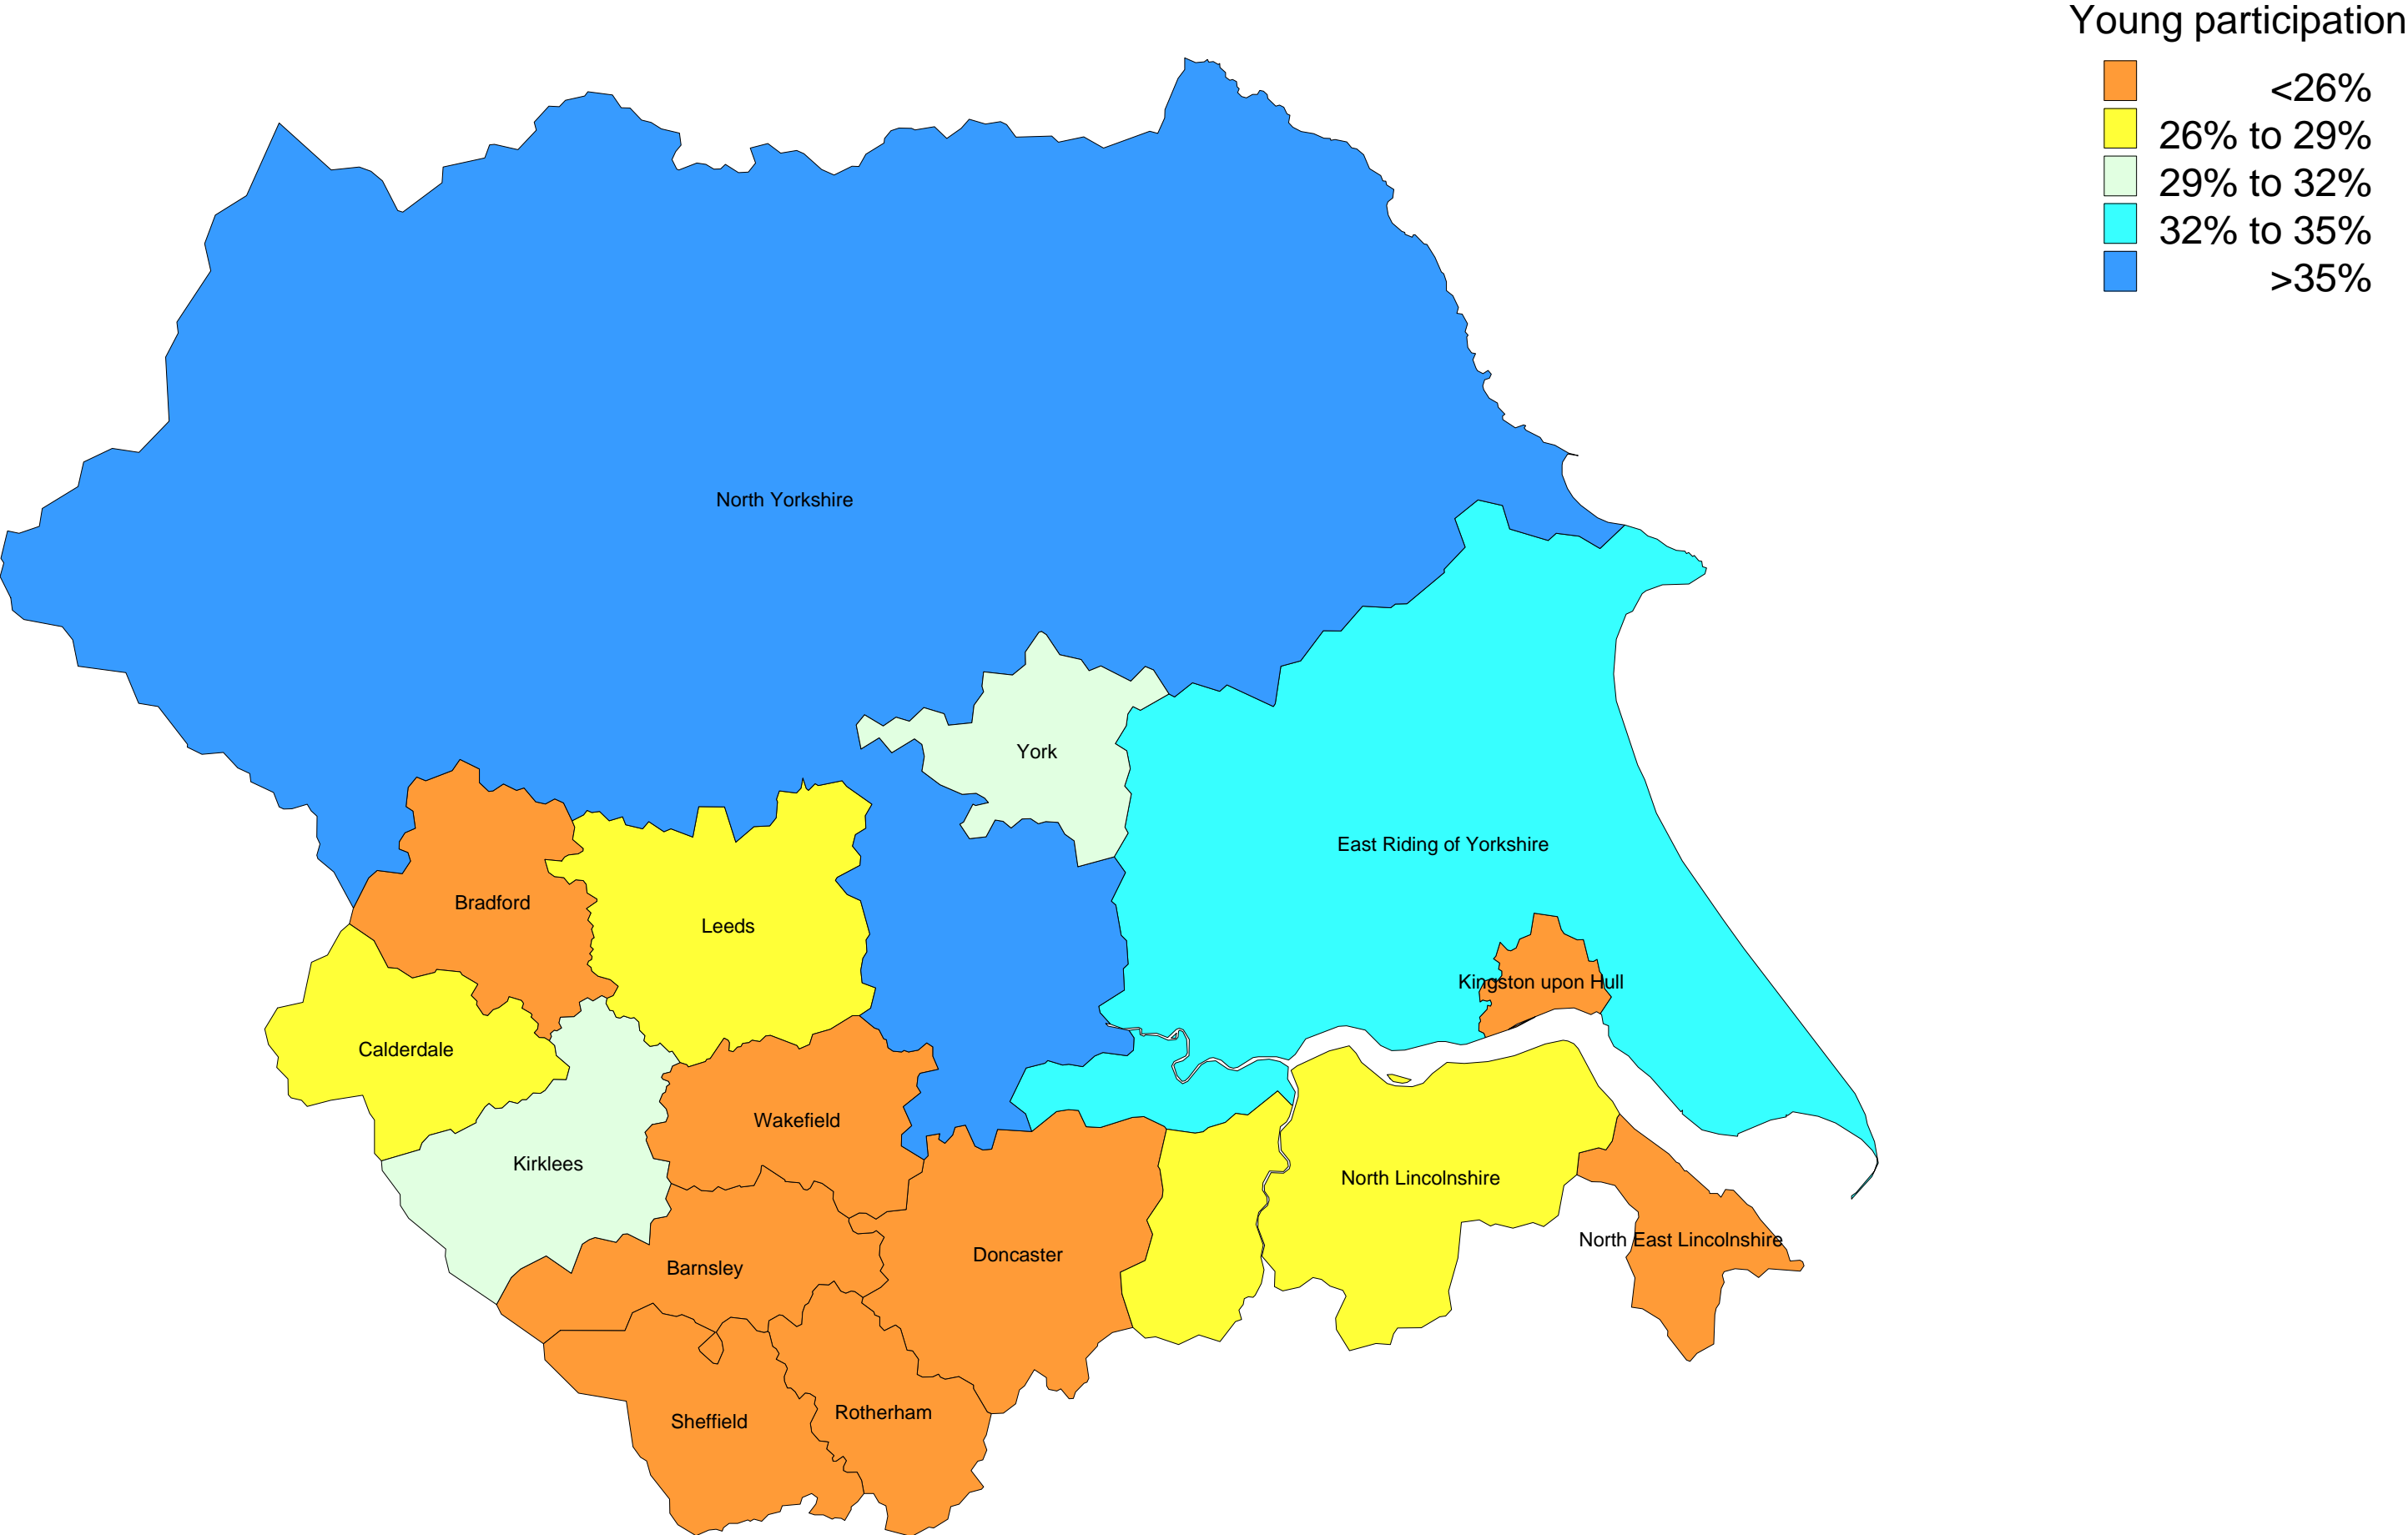 Young participation
<26%
26% to 29%
29% to 32%
32% to 35%
>35%
North Yorkshire
York
East Riding of Yorkshire
Bradford
Leeds
Kingston upon Hull
Calderdale
Wakefield
Kirklees
North Lincolnshire
North East Lincolnshire
Doncaster
Barnsley
Rotherham
Sheffield